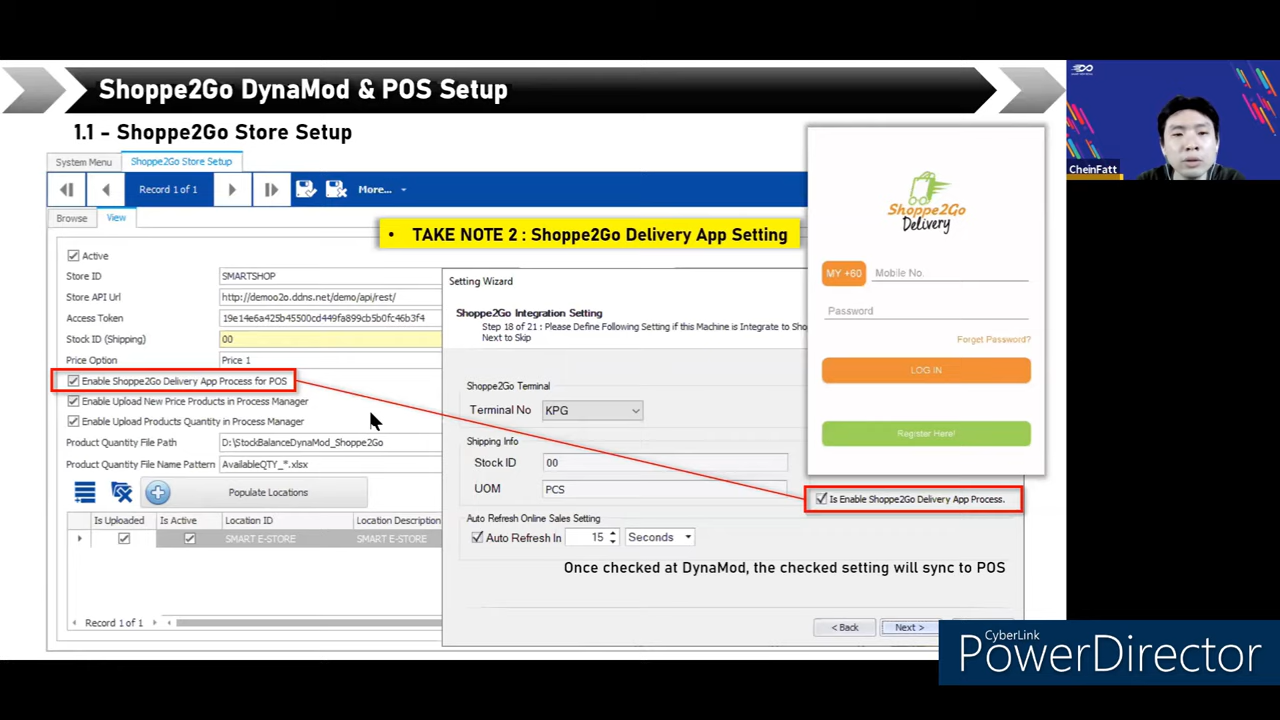 Shoppe2Go DynaMod & POS Setup
1.1 - Shoppe2Go Store Setup
System Menu
Shoppe2Go Store Setup
Record 1 of 1
More...
Browse
View
• TAKE NOTE 2 : Shoppe2Go Delivery App Setting
Active
Store ID
SMARTSHOP
Store API Url
http://demoo2o.ddns.net/demo/api/rest/
Access Token
19e14e6a425b45500cd449fa899cb5b0fc46b3f4
Stock ID (Shipping)
00
Price Option
Price 1
Enable Shoppe2Go Delivery App Process for POS
Enable Upload New Price Products in Process Manager
Enable Upload Products Quantity in Process Manager
Product Quantity File Path
D:\StockBalanceDynaMod_Shoppe2Go
Product Quantity File Name Pattern
AvailableQTY_*.xlsx
Populate Locations
Is Uploaded
Is Active
Location ID
Location Description
SMART E-STORE
SMART E-STORE
Record 1 of 1
Setting Wizard
Shoppe2Go Integration Setting
Step 18 of 21 : Please Define Following Setting if this Machine is Integrate to Sho
Next to Skip
Shoppe2Go Terminal
Terminal No
KPG
Shipping Info
Stock ID
00
UOM
PCS
Is Enable Shoppe2Go Delivery App Process.
Auto Refresh Online Sales Setting
Auto Refresh In
15
Seconds
Once checked at DynaMod, the checked setting will sync to POS
< Back
Next >
Shoppe2Go
Delivery
MY +60
Mobile No.
Password
Forget Password?
LOG IN
Register Here!
CheinFatt
CyberLink
PowerDirector